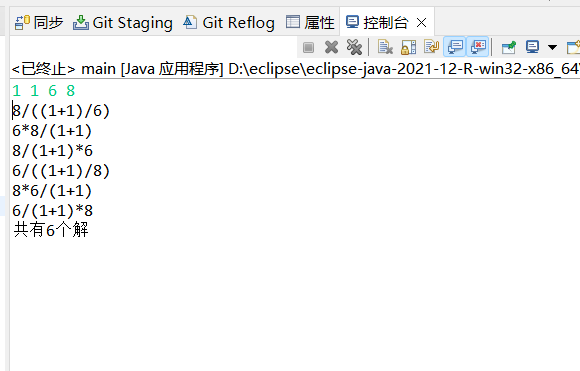 同步 Git Staging Git Reflog 属性 控制台
<已终止> main [Java 应用程序] D:\eclipse\eclipse-java-2021-12-R-win32-x86_64\
1 1 6 8
8/((1+1)/6)
6*8/(1+1)
8/(1+1)*6
6/((1+1)/8)
8*6/(1+1)
6/(1+1)*8
共有6个解